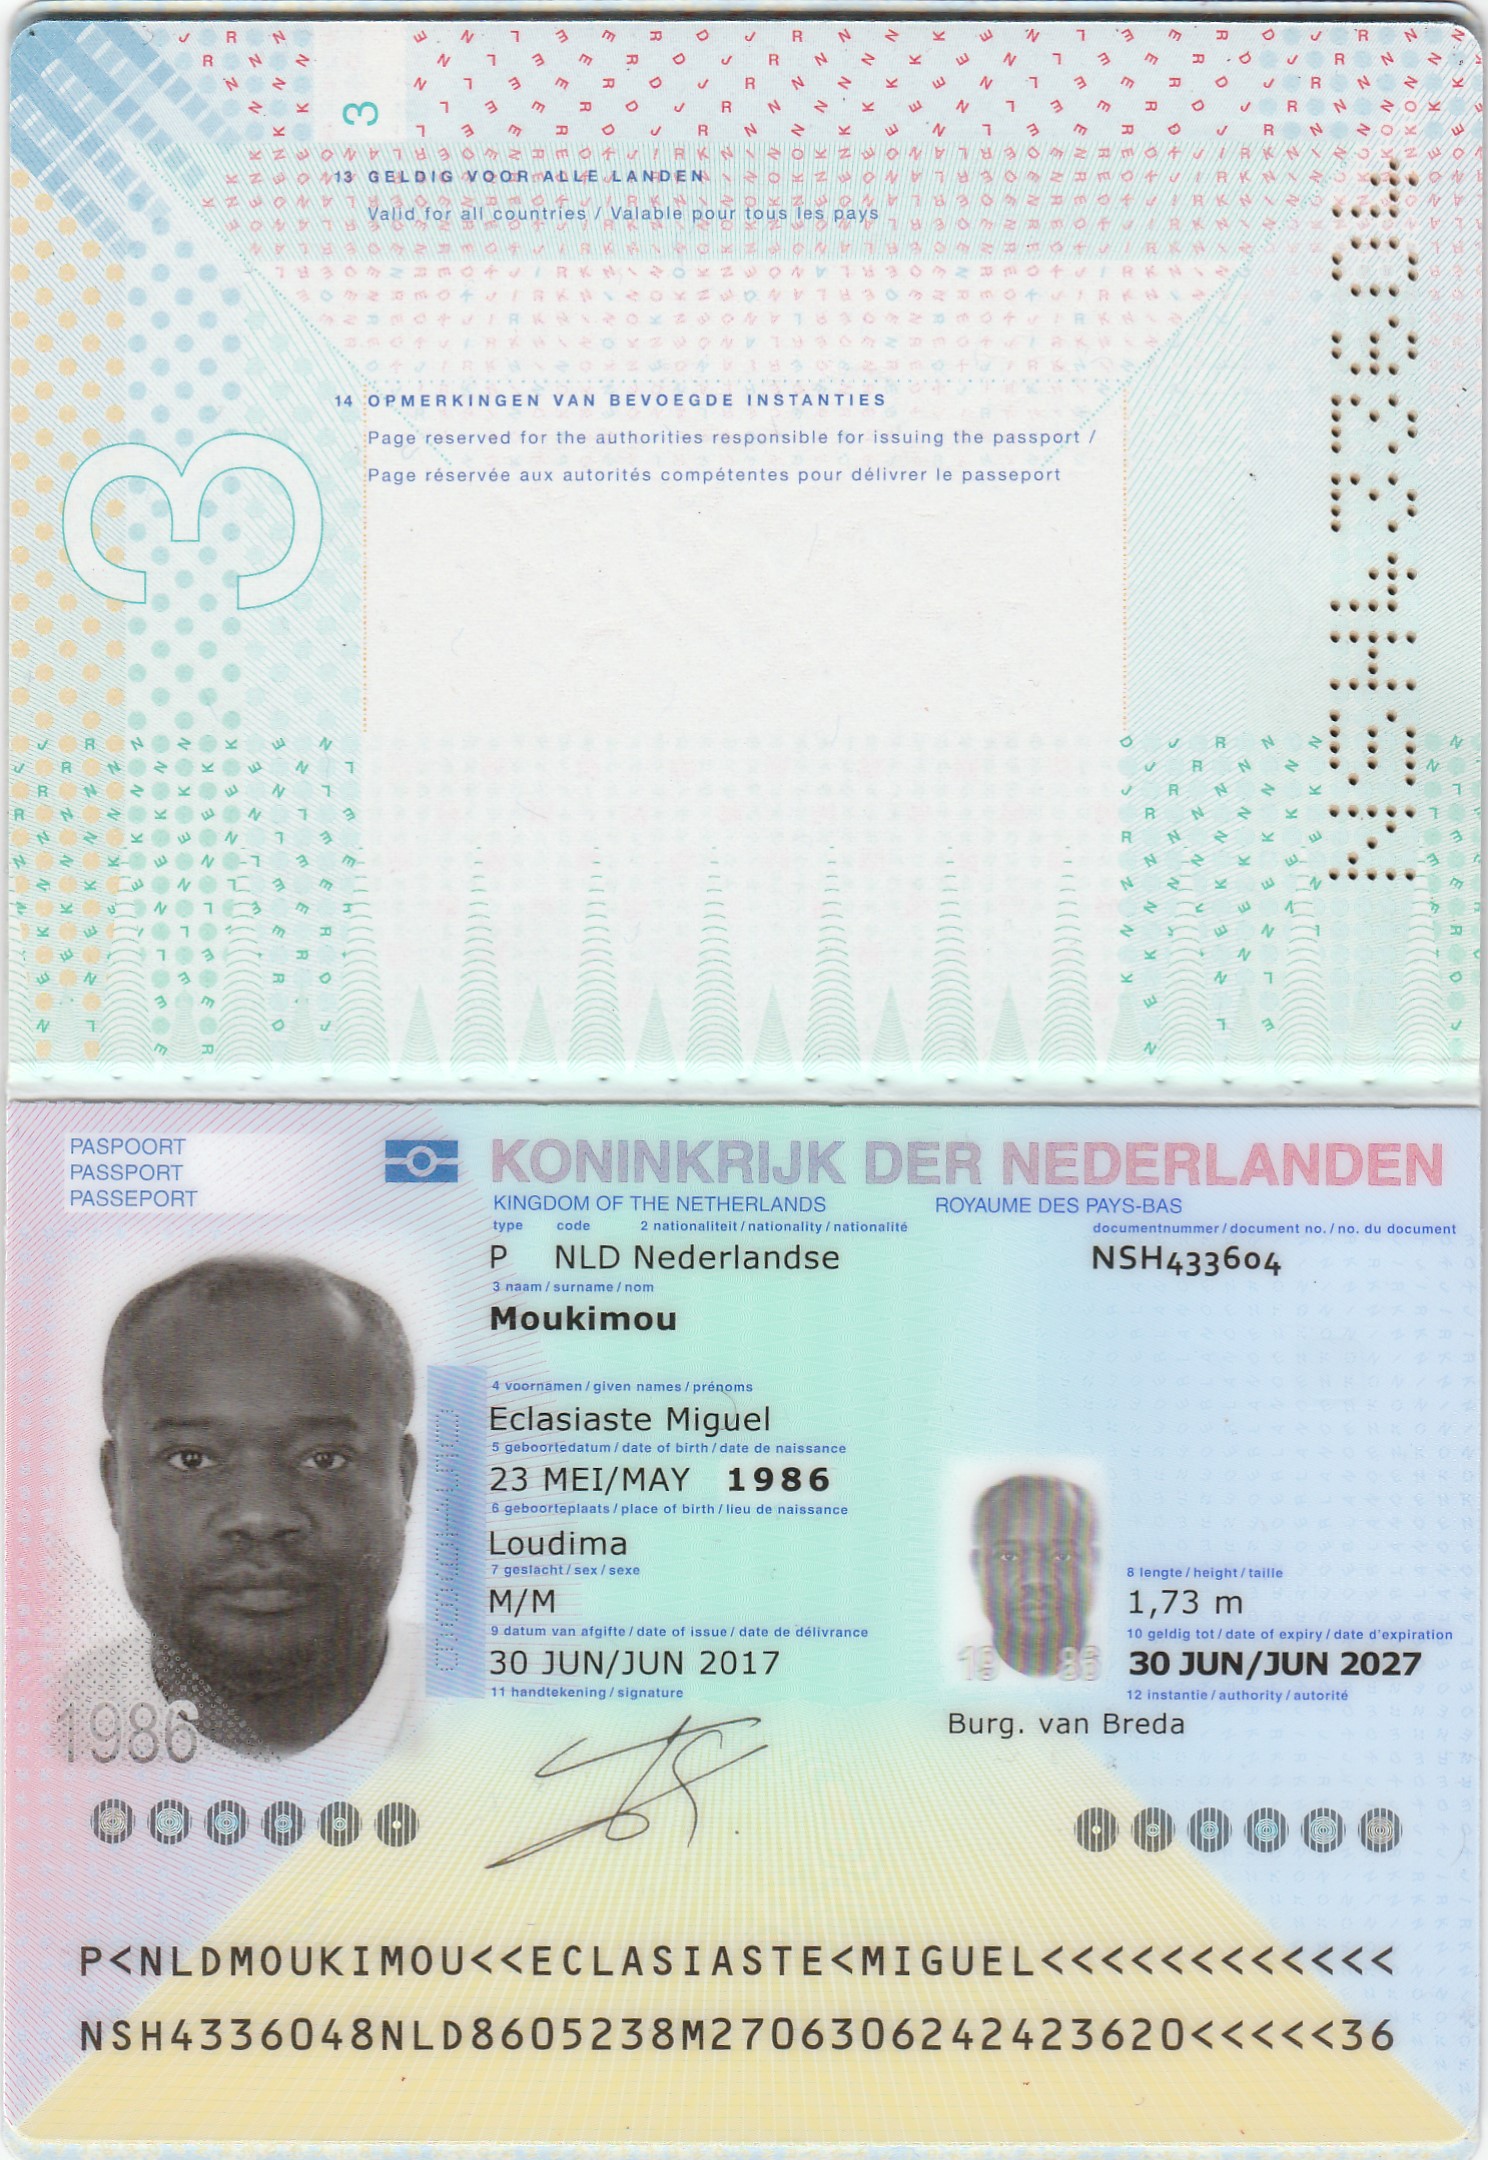 3
13 GELDIG VOOR ALLE LANDEN
Valid for all countries / Valable pour tous les pays
14 OPMERKINGEN VAN BEVOEGDE INSTANTIES
Page reserved for the authorities responsible for issuing the passport /
Page réservée aux autorités compétentes pour délivrer le passeport
3
PASPOORT
PASSPORT
PASSEPORT
KONINKRIJK DER NEDERLANDEN
KINGDOM OF THE NETHERLANDS ROYAUME DES PAYS-BAS
type code 2 nationaliteit / nationality / nationalité documentnummer / document no. / no. du document
P NLD Nederlandse NSH433604
3 naam / surname / nom
Moukimou
4 voornamen / given names / prénoms
Eclasiaste Miguel
5 geboortedatum / date of birth / date de naissance
23 MEI/MAY 1986
6 geboorteplaats / place of birth / lieu de naissance
Loudima
7 geslacht / sex / sexe 8 lengte / height / taille
M/M 1,73 m
9 datum van afgifte / date of issue / date de délivrance 10 geldig tot / date of expiry / date d'expiration
30 JUN/JUN 2017 30 JUN/JUN 2027
11 handtekening / signature 12 instantie / authority / autorité
Burg. van Breda
1986
P<NLDMOUKIMOU<<ECLASIASTE<MIGUEL<<<<<<<<<<<<
NSH4336048NLD8605238M2706306242423620<<<<<36